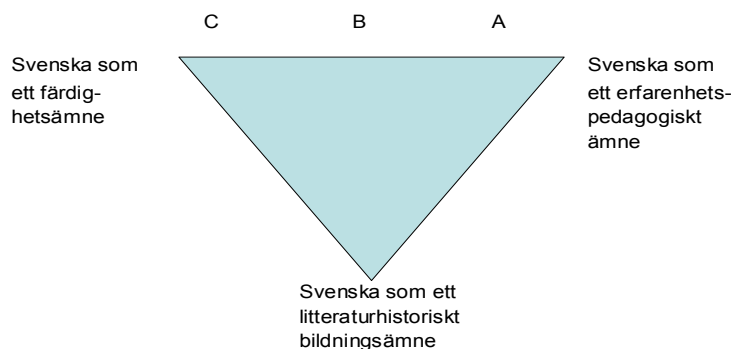 C B A
Svenska som
ett färdig-
hetsämne
Svenska som
ett erfarenhets-
pedagogiskt
ämne
Svenska som ett
litteraturhistoriskt
bildningsämne